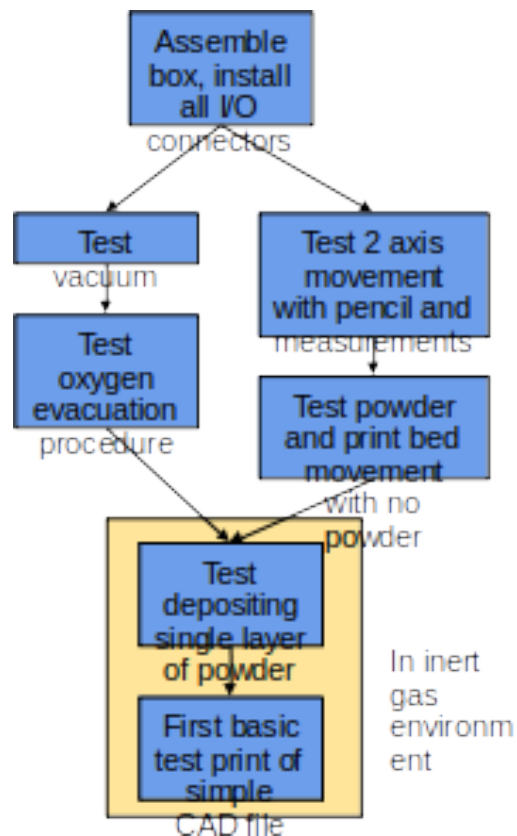 Assemble
box, install
all I/O
connectors
Test
vacuum
Test 2 axis
movement
with pencil and
measurements
Test
oxygen
evacuation
procedure
Test powder
and print bed
movement
with no
powder
Test
depositing
single layer
of powder
In inert
gas
environm
ent
First basic
test print of
simple
CAD file